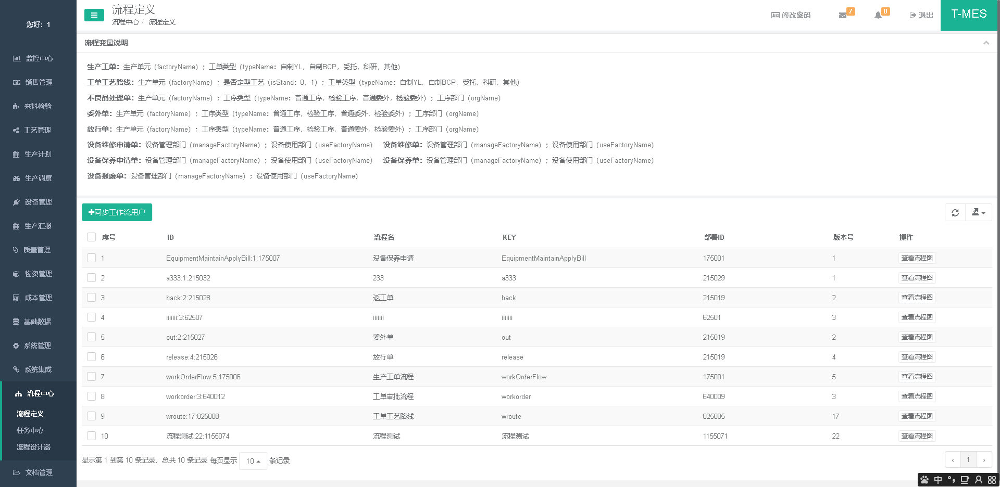 您好：1
监控中心
销售管理
来料检验
工艺管理
生产计划
生产调度
设备管理
生产汇报
质量管理
物资管理
成本管理
基础数据
系统管理
系统集成
流程中心
流程定义
任务中心
流程设计器
文档管理
流程定义
流程中心 / 流程定义
修改密码 7 0 退出 T-MES
流程变量说明
生产工单：生产单元（factoryName）；工单类型（typeName：自制YL，自制BCP，受托，科研，其他)
工单工艺路线：生产单元（factoryName）；是否定型工艺（isStand：0，1）；工单类型（typeName：自制YL，自制BCP，受托，科研，其他)
不良品处理单：生产单元（factoryName）；工序类型（typeName：普通工序，检验工序，普通委外，检验委外）；工序部门（orgName）
委外单：生产单元（factoryName）；工序类型（typeName：普通工序，检验工序，普通委外，检验委外）；工序部门（orgName）
放行单：生产单元（factoryName）；工序类型（typeName：普通工序，检验工序，普通委外，检验委外）；工序部门（orgName）
设备维修申请单：设备管理部门（manageFactoryName）；设备使用部门（useFactoryName） 设备维修单：设备管理部门（manageFactoryName）；设备使用部门（useFactoryName）
设备保养申请单：设备管理部门（manageFactoryName）；设备使用部门（useFactoryName） 设备保养单：设备管理部门（manageFactoryName）；设备使用部门（useFactoryName）
设备报废单：设备管理部门（manageFactoryName）；设备使用部门（useFactoryName）
同步工作流用户
序号 ID 流程名 KEY 部署ID 版本号 操作
1 EquipmentMaintainApplyBill:1:175007 设备保养申请 EquipmentMaintainApplyBill 175001 1 查看流程图
2 a333:1:215032 233 a333 215029 1 查看流程图
3 back:2:215028 返工单 back 215019 2 查看流程图
4 iiiiiii:3:62507 iiiiiii iiiiiii 62501 3 查看流程图
5 out:2:215027 委外单 out 215019 2 查看流程图
6 release:4:215026 放行单 release 215019 4 查看流程图
7 workOrderFlow:5:175006 生产工单流程 workOrderFlow 175001 5 查看流程图
8 workorder:3:640012 工单审批流程 workorder 640009 3 查看流程图
9 wroute:17:825008 工单工艺路线 wroute 825005 17 查看流程图
10 流程测试:22:1155074 流程测试 流程测试 1155071 22 查看流程图
显示第 1 到第 10 条记录，总共 10 条记录 每页显示 10 条记录
‹ 1 ›
中